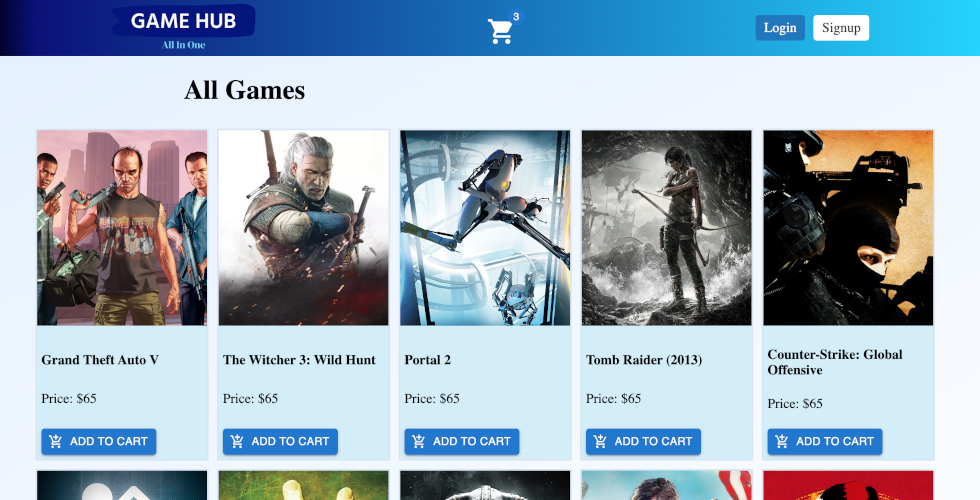 GAME HUB
All In One
3
Login
Signup
All Games
Grand Theft Auto V
Price: $65
ADD TO CART
The Witcher 3: Wild Hunt
Price: $65
ADD TO CART
Portal 2
Price: $65
ADD TO CART
Tomb Raider (2013)
Price: $65
ADD TO CART
Counter-Strike: Global
Offensive
Price: $65
ADD TO CART